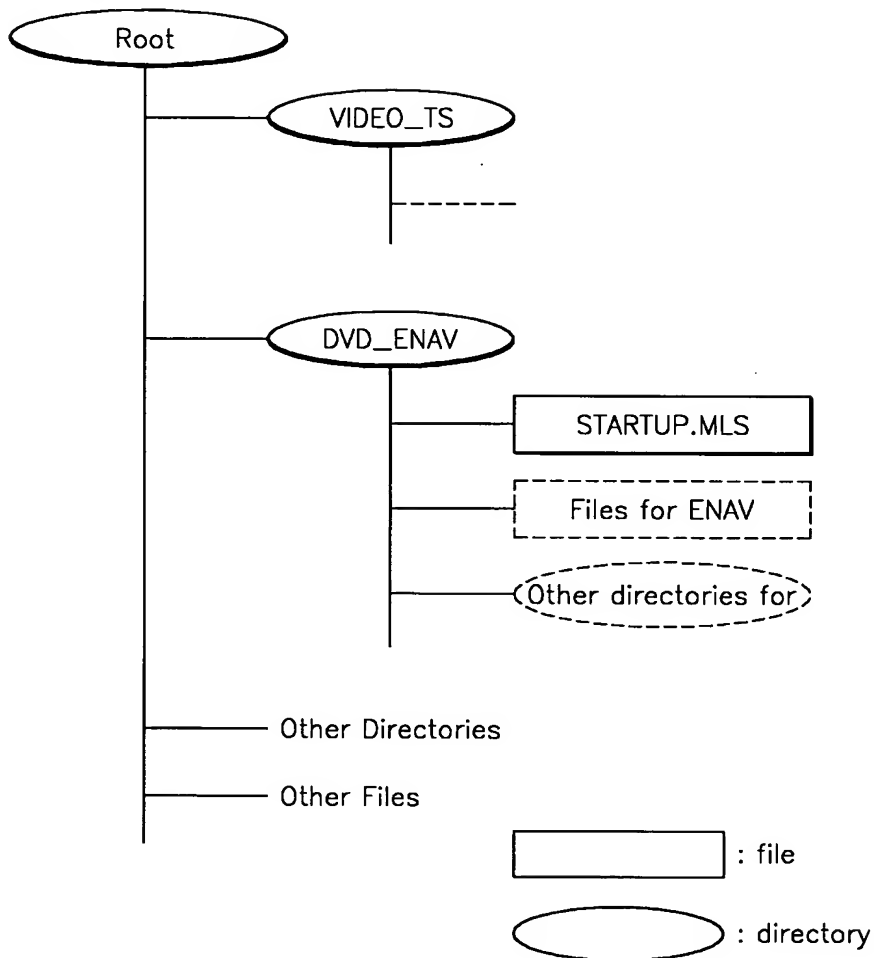 Root
VIDEO_TS
DVD_ENAV
STARTUP.MLS
Files for ENAV
Other directories for
Other Directories
Other Files
: file
: directory